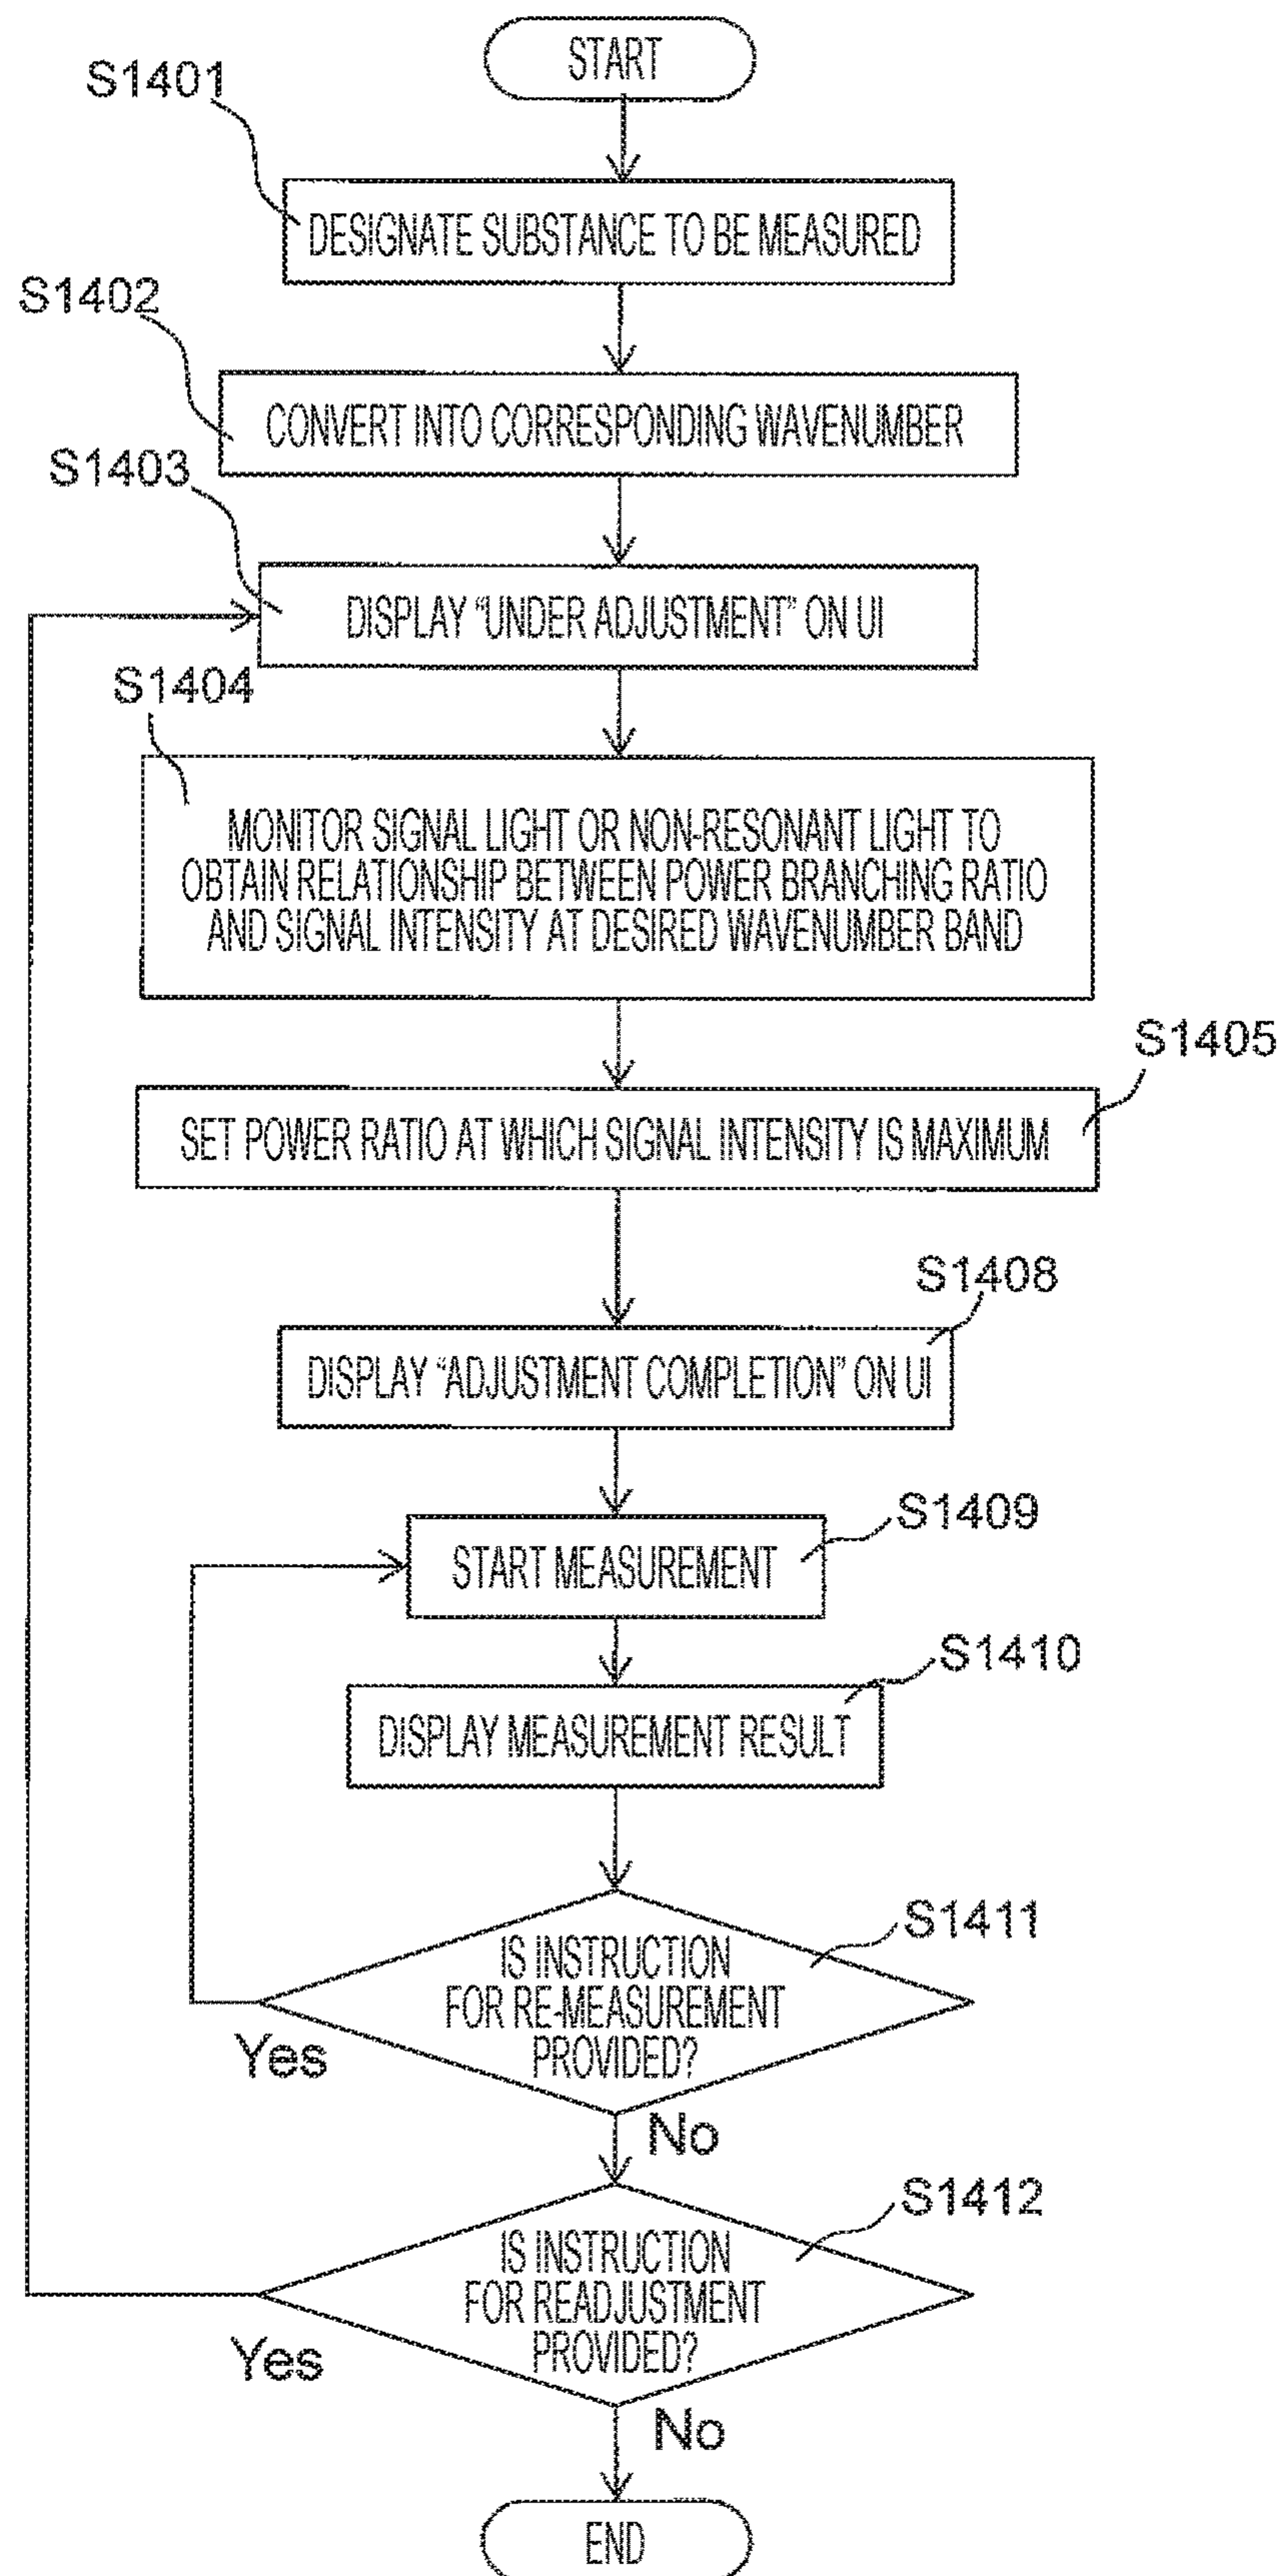 START
S1401
DESIGNATE SUBSTANCE TO BE MEASURED
S1402
CONVERT INTO CORRESPONDING WAVENUMBER
S1403
DISPLAY “UNDER ADJUSTMENT” ON UI
S1404
MONITOR SIGNAL LIGHT OR NON-RESONANT LIGHT TO
OBTAIN RELATIONSHIP BETWEEN POWER BRANCHING RATIO
AND SIGNAL INTENSITY AT DESIRED WAVENUMBER BAND
S1405
SET POWER RATIO AT WHICH SIGNAL INTENSITY IS MAXIMUM
S1408
DISPLAY “ADJUSTMENT COMPLETION” ON UI
S1409
START MEASUREMENT
S1410
DISPLAY MEASUREMENT RESULT
S1411
IS INSTRUCTION
FOR RE-MEASUREMENT
PROVIDED?
Yes
No
S1412
IS INSTRUCTION
FOR READJUSTMENT
PROVIDED?
Yes
No
END